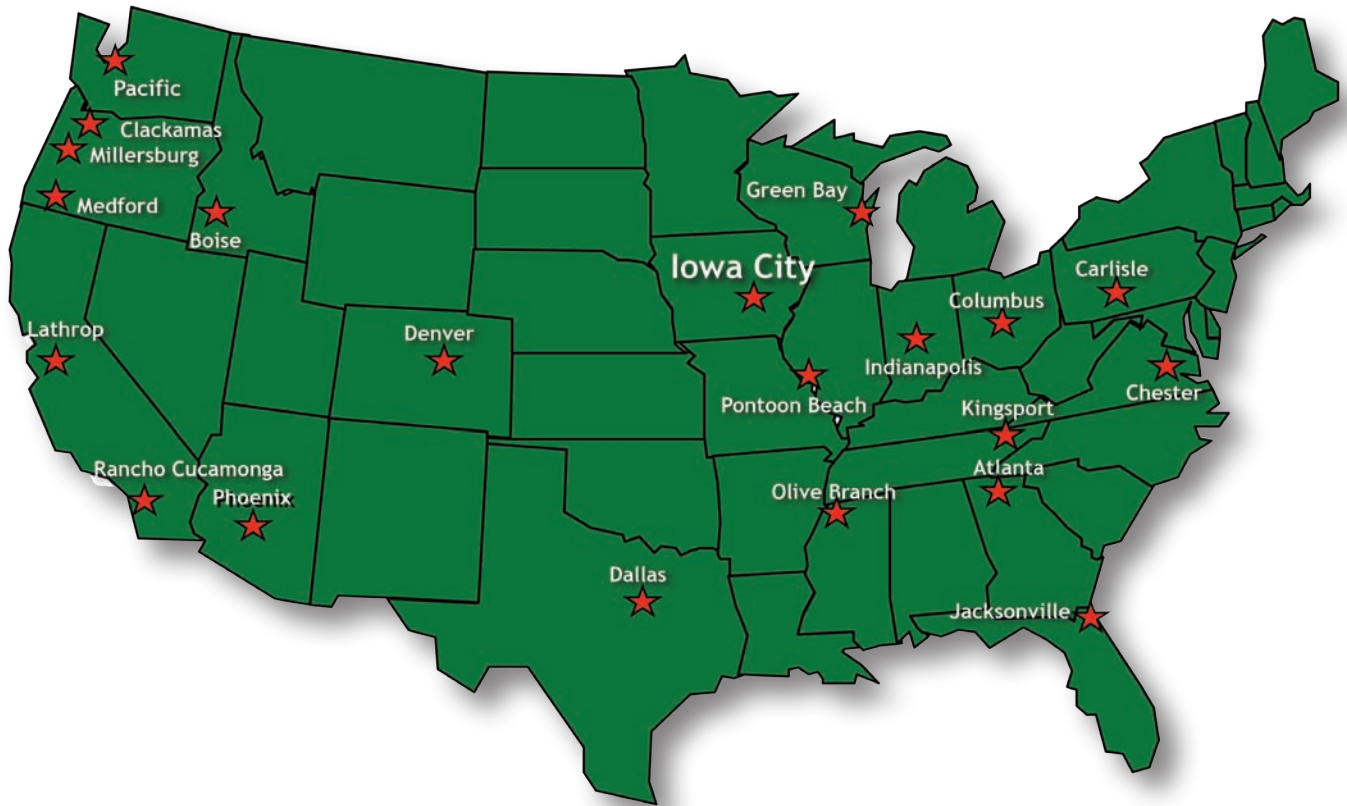 Pacific
Clackamas
Millersburg
Medford
Boise
Green Bay
Iowa City
Carlisle
Columbus
Lathrop
Denver
Indianapolis
Chester
Pontoon Beach
Kingsport
Rancho Cucamonga
Atlanta
Phoenix
Olive Branch
Dallas
Jacksonville